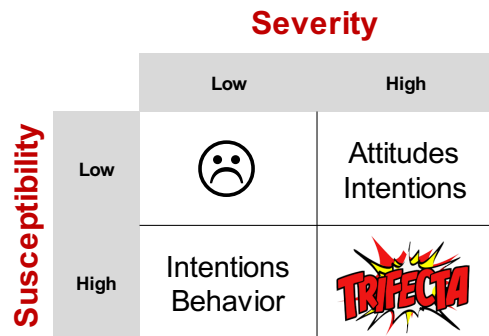 Severity
Low High
Susceptibility
Low
Attitudes
Intentions
High
Intentions
Behavior
TRIFECTA